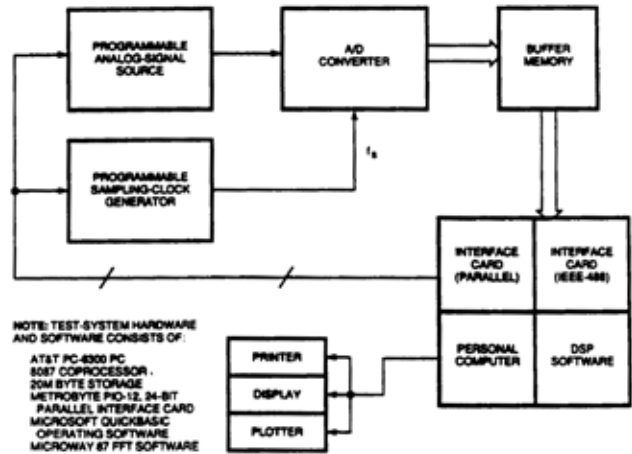 PROGRAMMABLE
ANALOG-SIGNAL
SOURCE
A/D
CONVERTER
BUFFER
MEMORY
PROGRAMMABLE
SAMPLING-CLOCK
GENERATOR
fs
INTERFACE
CARD
(PARALLEL)
INTERFACE
CARD
(IEEE-488)
PERSONAL
COMPUTER
DSP
SOFTWARE
PRINTER
DISPLAY
PLOTTER
NOTE: TEST-SYSTEM HARDWARE
AND SOFTWARE CONSISTS OF:
AT&T PC-6300 PC
8087 COPROCESSOR
20M BYTE STORAGE
METROBYTE PIO-12, 24-BIT
PARALLEL INTERFACE CARD
MICROSOFT QUICKBASIC
OPERATING SOFTWARE
MICROWAY 87 FFT SOFTWARE